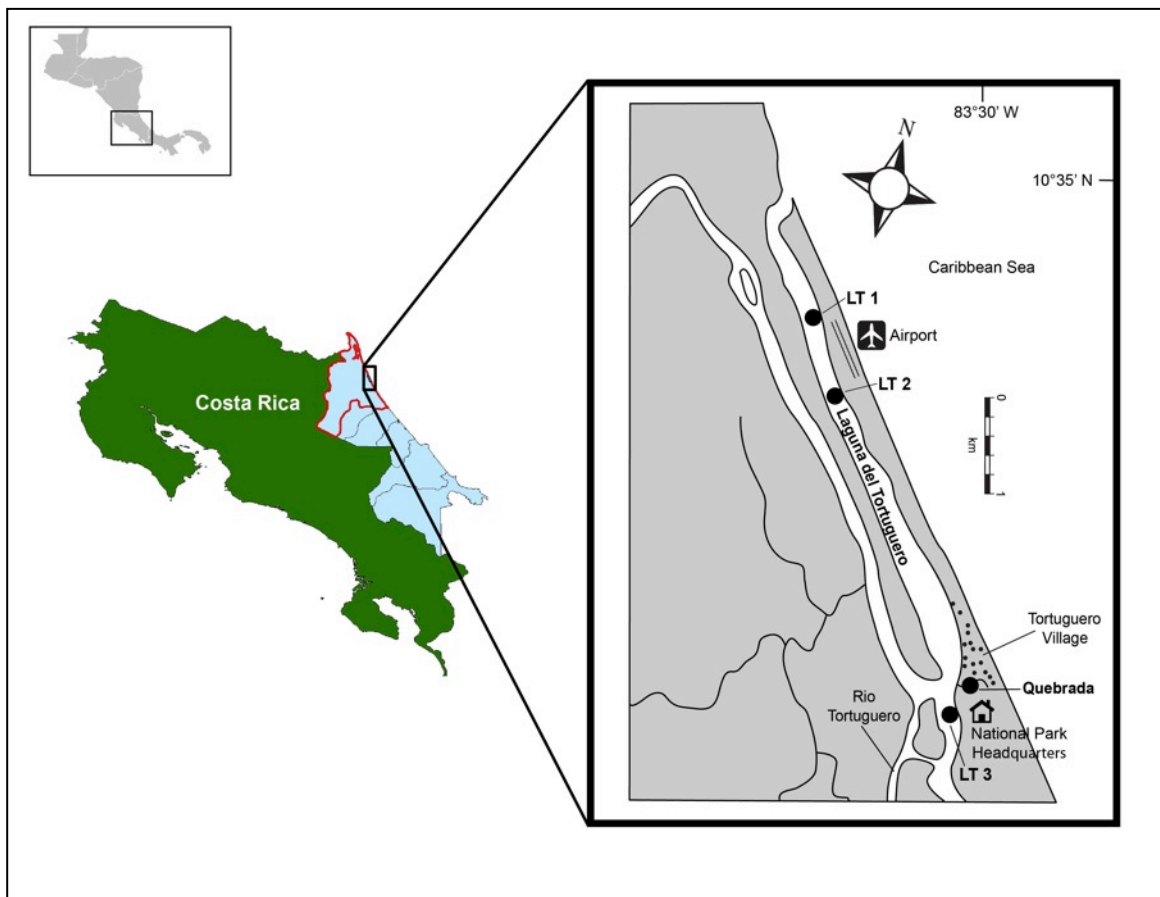 83°30' W
N
10°35' N
Caribbean Sea
LT 1
Airport
LT 2
Costa Rica
0
km
1
Laguna del Tortuguero
Tortuguero
Village
Quebrada
Rio
Tortuguero
National Park
Headquarters
LT 3